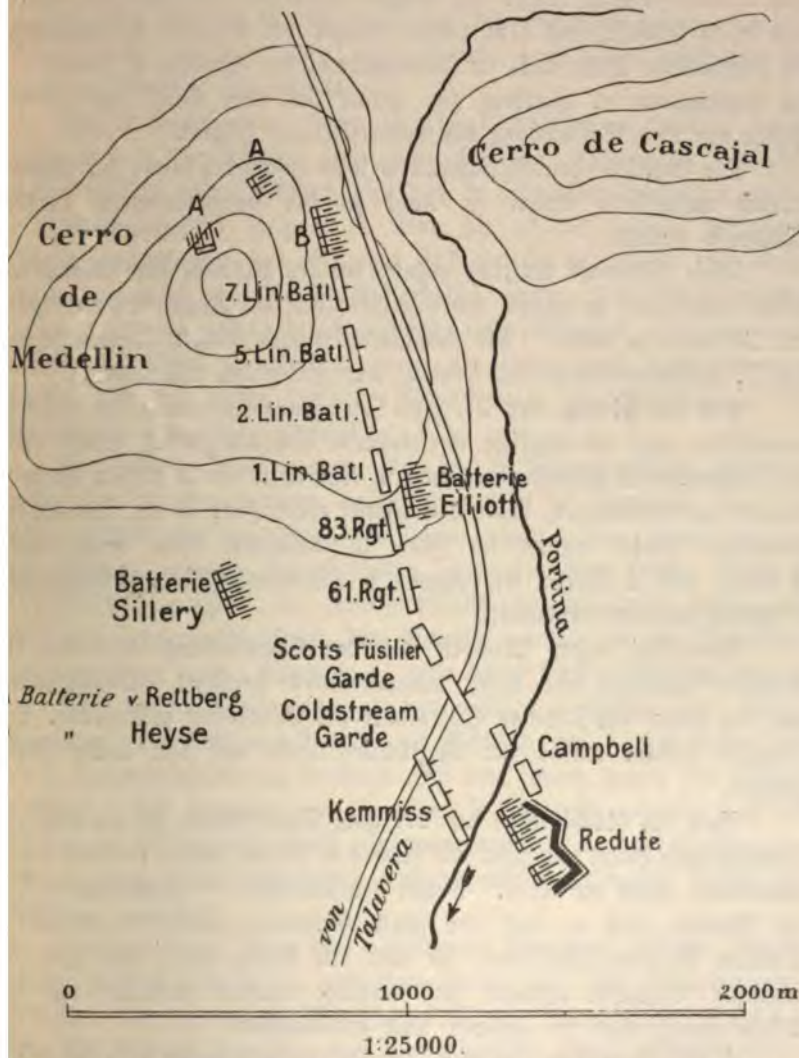 Cerro de Cascajal
A
A
Cerro
de
Medellin
B
7. Lin. Batl.
5. Lin. Batl.
2. Lin. Batl.
1. Lin. Batl.
Batterie
Elliott
83. Rgt.
Batterie
Sillery
61. Rgt.
Portina
Scots Füsilier
Garde
Batterie v Rettberg
" Heyse
Coldstream
Garde
Campbell
Kemmiss
Redute
von
Talavera
0 1000 2000 m
1:25000.